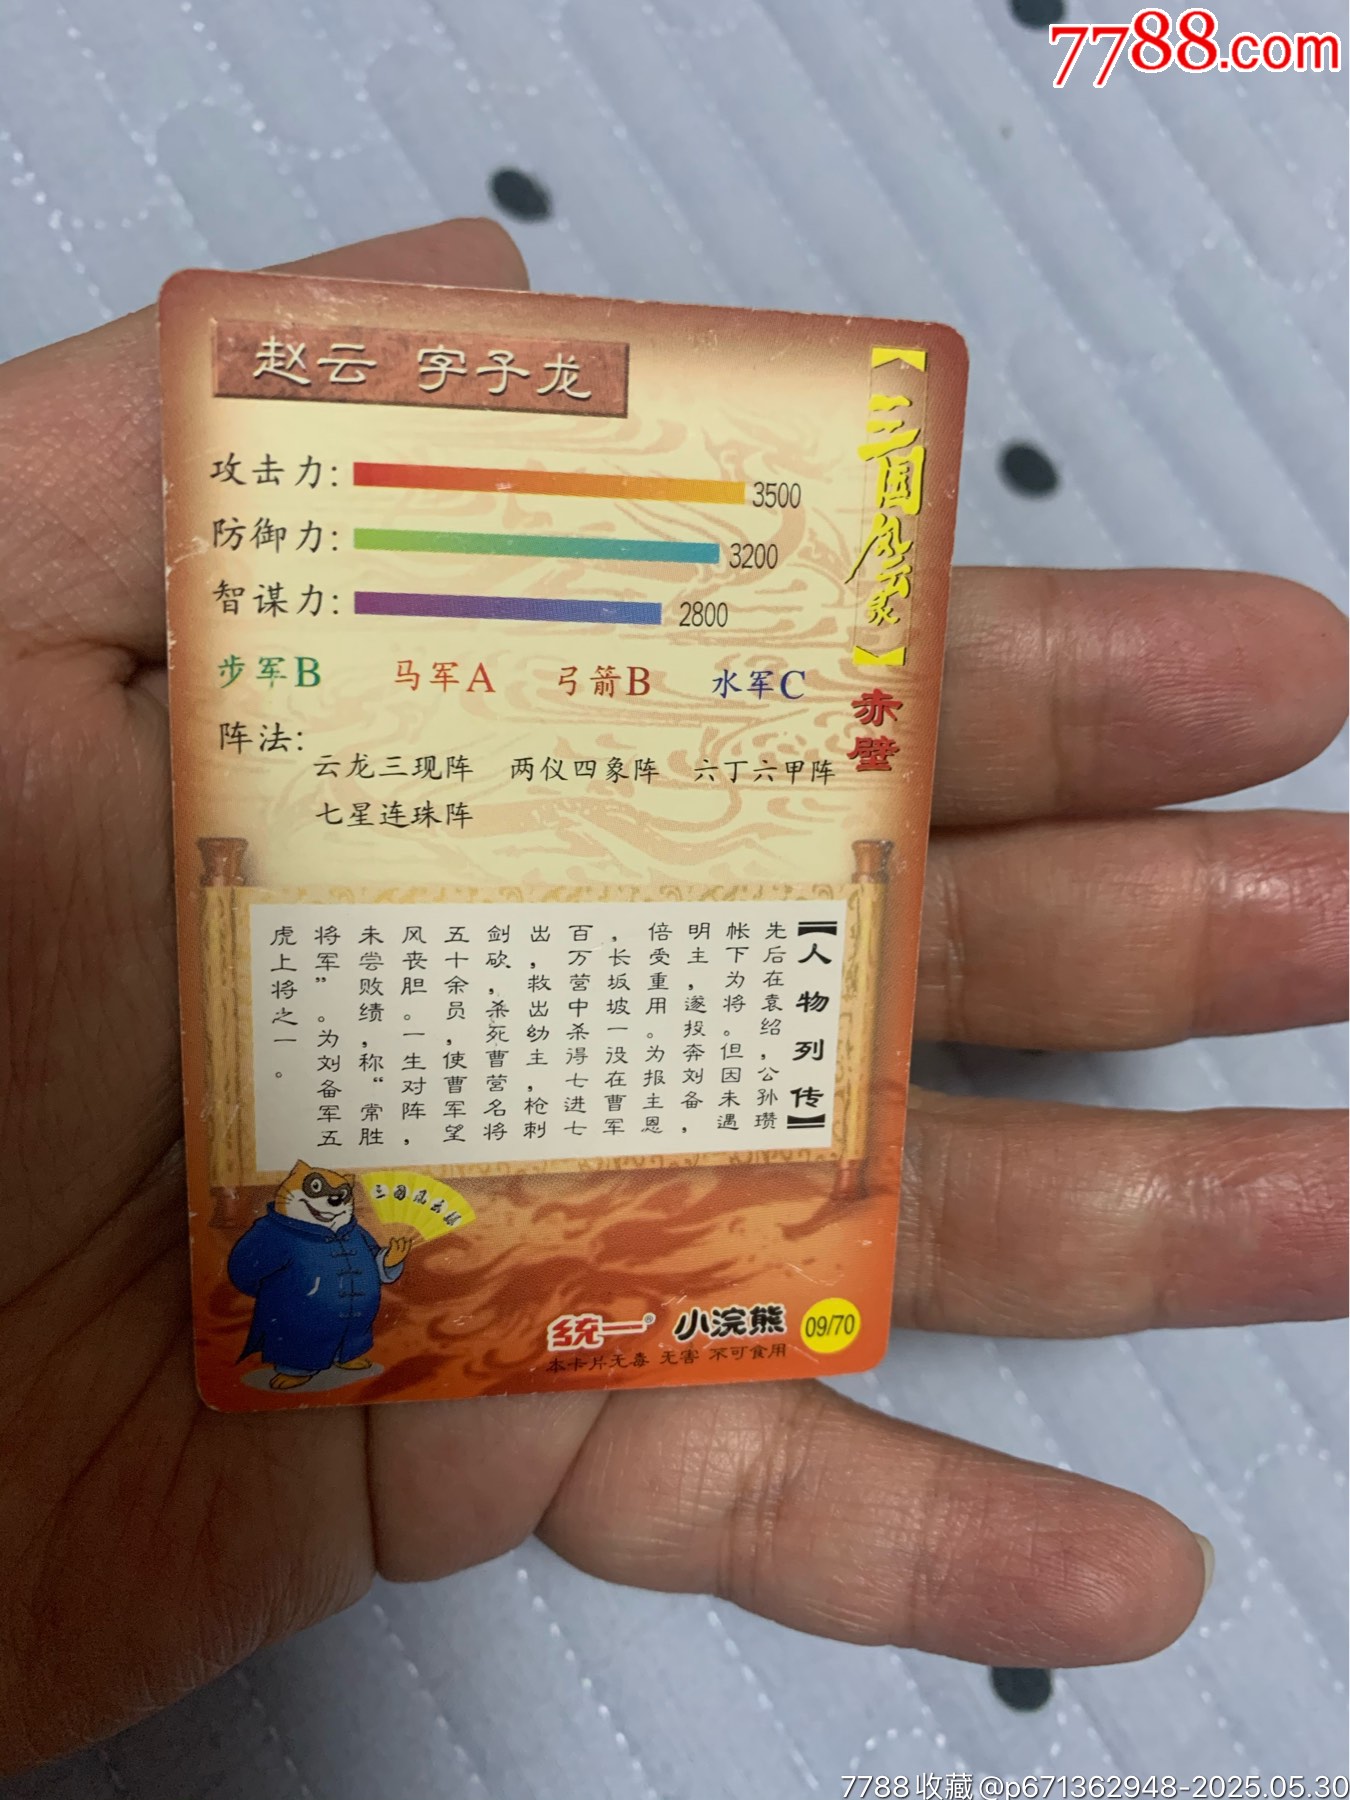 7788.com
赵云 字子龙
攻击力: 3500
防御力: 3200
智谋力: 2800
步军B 马军A 弓箭B 水军C
阵法:
云龙三现阵 两仪四象阵 六丁六甲阵
七星连珠阵
【三国风云录】
赤壁
【人物列传】
先后在袁绍，公孙瓒
帐下为将。但因未遇
明主，遂投奔刘备，
倍受重用。为报主恩
，长坂坡一设在曹军
百万营中杀得七进七
出，救出幼主，枪刺
剑砍，杀死曹营名将
五十余员，使曹军望
风丧胆。一生对阵，
未尝败绩，称“常胜
将军”。为刘备军五
虎上将之一。
三国风云录
统一® 小浣熊 09/70
本卡片无毒 无害 不可食用
7788收藏@p671362948-2025.05.30